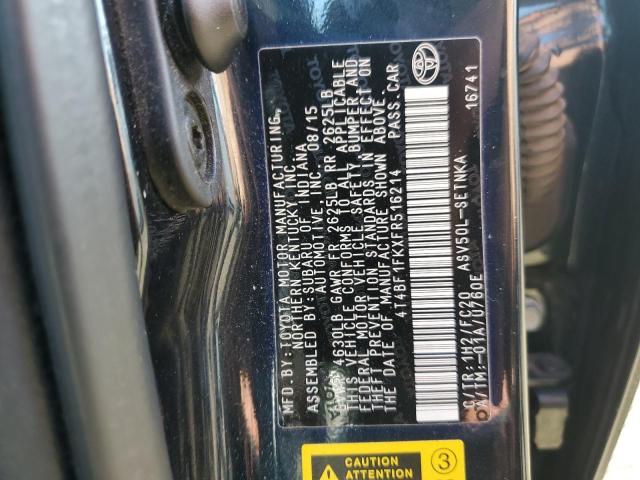 MFD. BY: TOYOTA MOTOR MANUFACTURING,
NORTHERN KENTUCKY, INC.
ASSEMBLED BY: SUBARU OF INDIANA
AUTOMOTIVE, INC. 08/15
GVWR 4630LB GAWR FR 2625LB RR 2625LB
THIS VEHICLE CONFORMS TO ALL APPLICABLE
FEDERAL MOTOR VEHICLE SAFETY, BUMPER, AND
THEFT PREVENTION STANDARDS IN EFFECT ON
THE DATE OF MANUFACTURE SHOWN ABOVE.
4T4BF1FKXFR516214 PASS. CAR
C/TR: 1H2/FC20 ASV50L-SETNKA
A/TM: -01A/U760E 16741
TOYOTA
CAUTION
ATTENTION
3